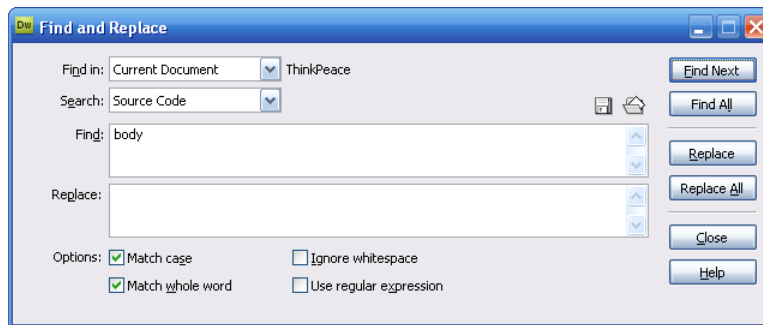 Dw Find and Replace
Find in: Current Document ThinkPeace
Find Next
Search: Source Code
Find All
Find: body
Replace
Replace:
Replace All
Options: Match case Ignore whitespace
Close
Match whole word Use regular expression
Help